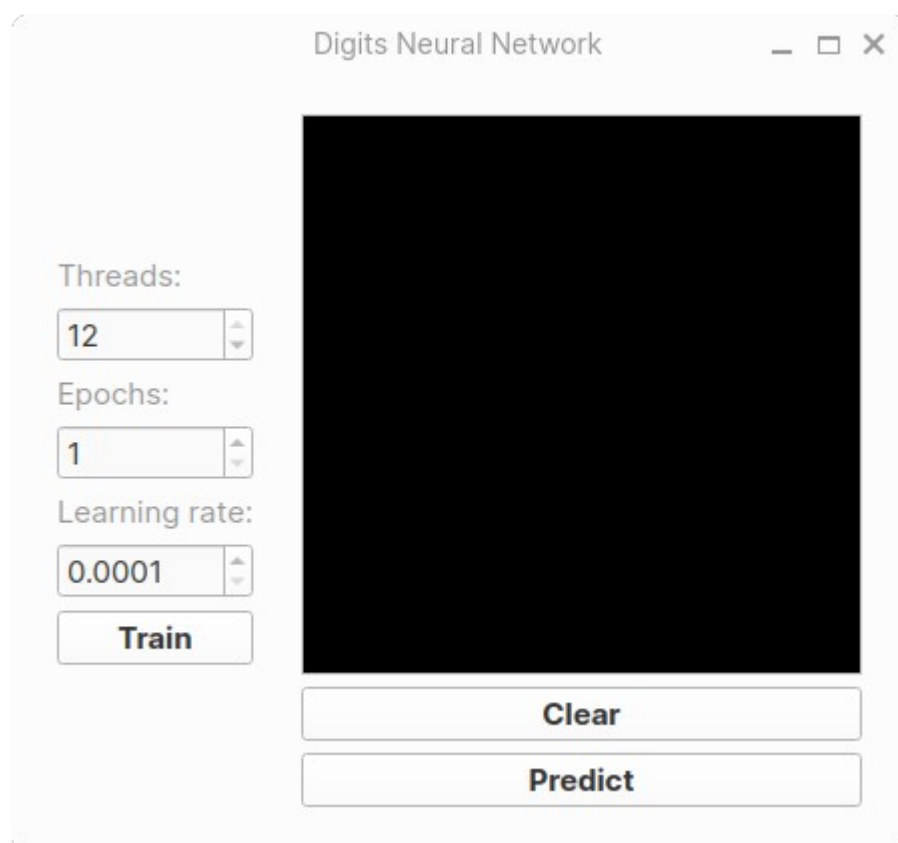 Digits Neural Network
Threads:
12
Epochs:
1
Learning rate:
0.0001
Train
Clear
Predict